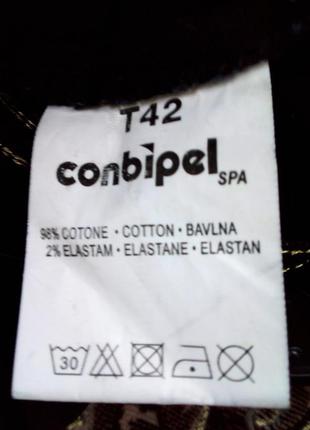 T42
conbipel SPA
98% COTONE · COTTON · BAVLNA
2% ELASTAM · ELASTANE · ELASTAN
30